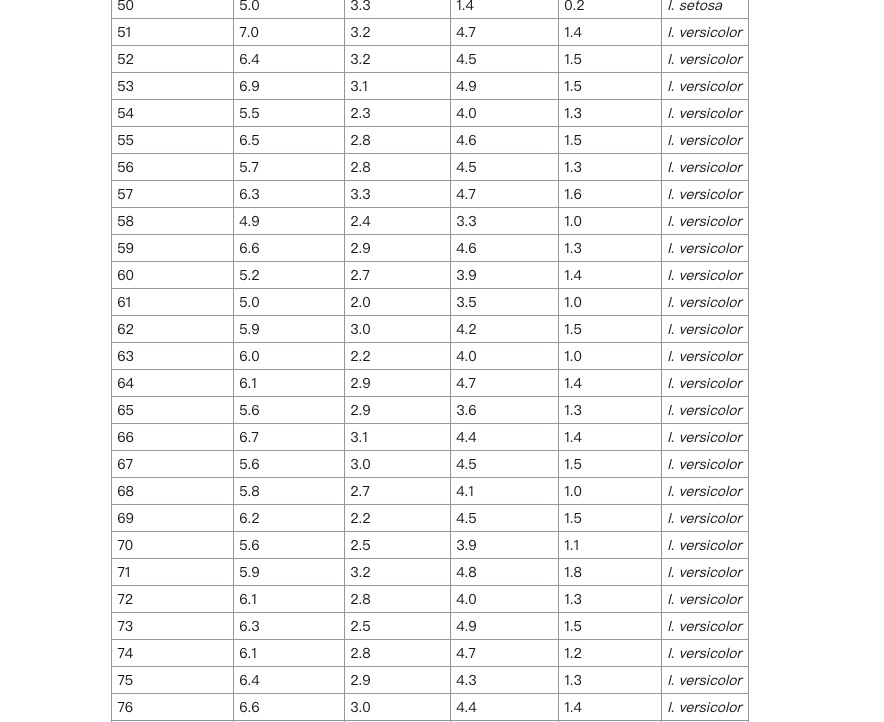 50 5.0 3.3 1.4 0.2 I. setosa
51 7.0 3.2 4.7 1.4 I. versicolor
52 6.4 3.2 4.5 1.5 I. versicolor
53 6.9 3.1 4.9 1.5 I. versicolor
54 5.5 2.3 4.0 1.3 I. versicolor
55 6.5 2.8 4.6 1.5 I. versicolor
56 5.7 2.8 4.5 1.3 I. versicolor
57 6.3 3.3 4.7 1.6 I. versicolor
58 4.9 2.4 3.3 1.0 I. versicolor
59 6.6 2.9 4.6 1.3 I. versicolor
60 5.2 2.7 3.9 1.4 I. versicolor
61 5.0 2.0 3.5 1.0 I. versicolor
62 5.9 3.0 4.2 1.5 I. versicolor
63 6.0 2.2 4.0 1.0 I. versicolor
64 6.1 2.9 4.7 1.4 I. versicolor
65 5.6 2.9 3.6 1.3 I. versicolor
66 6.7 3.1 4.4 1.4 I. versicolor
67 5.6 3.0 4.5 1.5 I. versicolor
68 5.8 2.7 4.1 1.0 I. versicolor
69 6.2 2.2 4.5 1.5 I. versicolor
70 5.6 2.5 3.9 1.1 I. versicolor
71 5.9 3.2 4.8 1.8 I. versicolor
72 6.1 2.8 4.0 1.3 I. versicolor
73 6.3 2.5 4.9 1.5 I. versicolor
74 6.1 2.8 4.7 1.2 I. versicolor
75 6.4 2.9 4.3 1.3 I. versicolor
76 6.6 3.0 4.4 1.4 I. versicolor